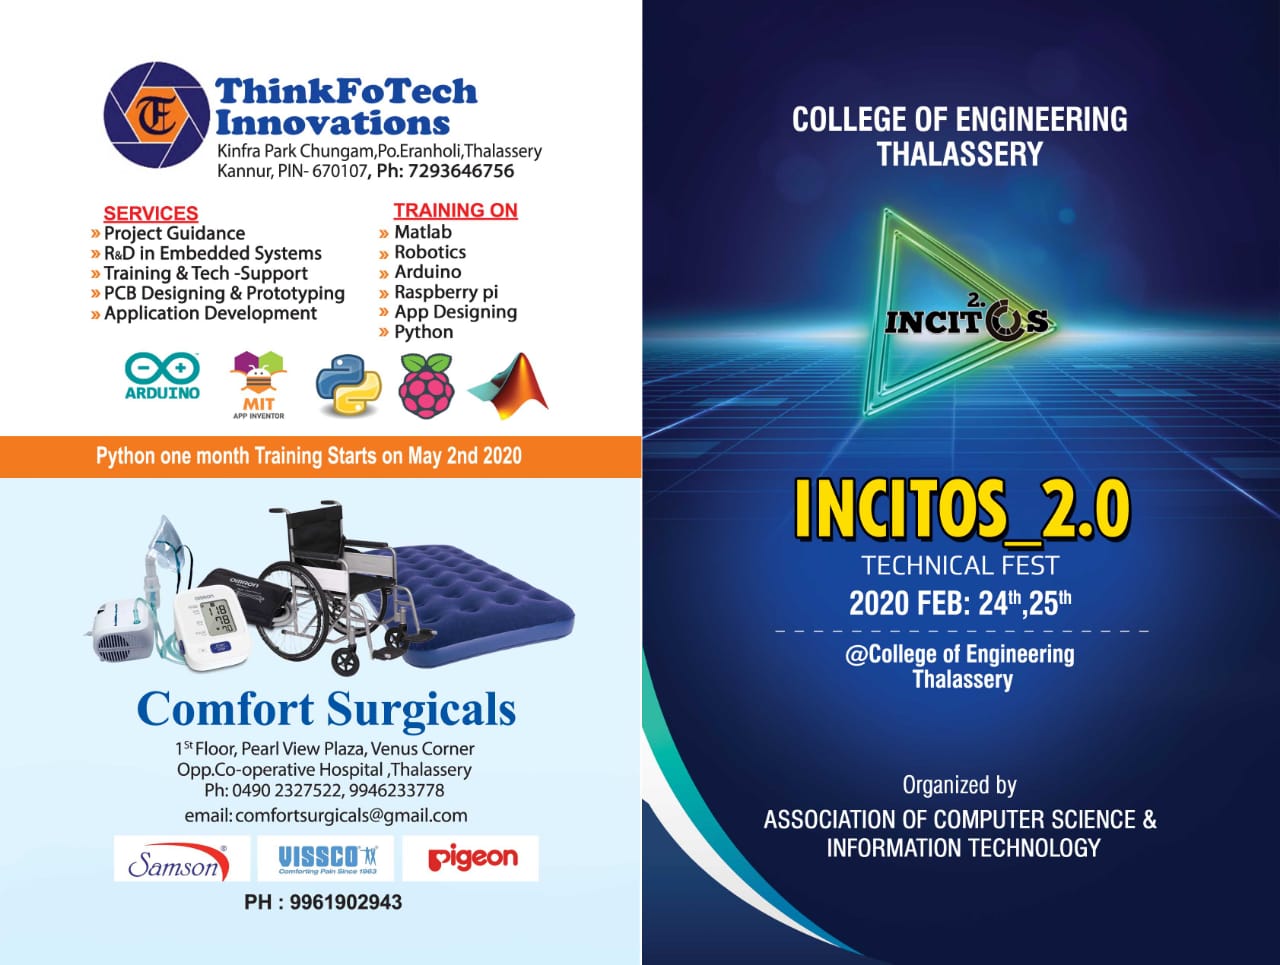 ThinkFoTech
Innovations
Kinfra Park Chungam,Po.Eranholi,Thalassery
Kannur, PIN- 670107, Ph: 7293646756
SERVICES
» Project Guidance
» R&D in Embedded Systems
» Training & Tech -Support
» PCB Designing & Prototyping
» Application Development
TRAINING ON
» Matlab
» Robotics
» Arduino
» Raspberry pi
» App Designing
» Python
ARDUINO
MIT
APP INVENTOR
Python one month Training Starts on May 2nd 2020
OMRON
OMRON
Comfort Surgicals
1St Floor, Pearl View Plaza, Venus Corner
Opp.Co-operative Hospital ,Thalassery
Ph: 0490 2327522, 9946233778
email: comfortsurgicals@gmail.com
Samson®
VISSCO
Comforting Pain Since 1963
pigeon
PH : 9961902943
COLLEGE OF ENGINEERING
THALASSERY
2.
INCITOS
INCITOS_2.0
TECHNICAL FEST
2020 FEB: 24th,25th
@College of Engineering
Thalassery
Organized by
ASSOCIATION OF COMPUTER SCIENCE &
INFORMATION TECHNOLOGY